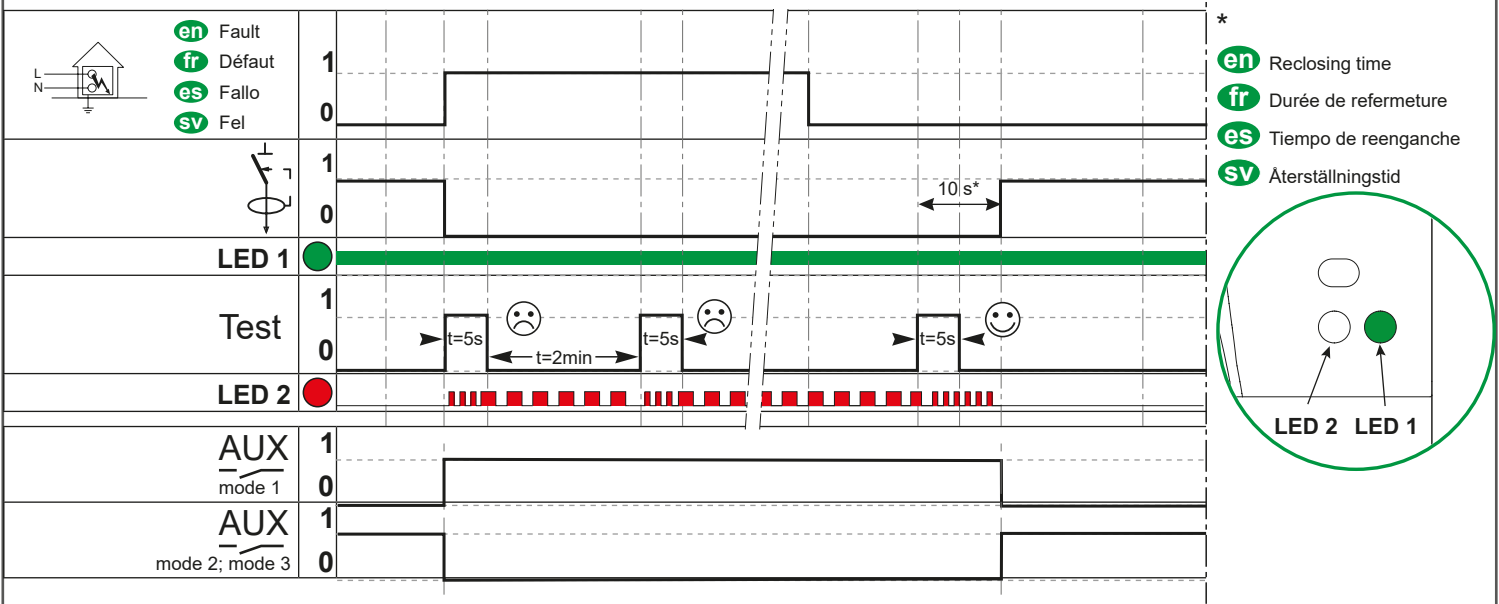 en Fault
fr Défaut
es Fallo
sv Fel
L
N
1
0
1
0
10 s*
LED 1
Test
1
0
t=5s
t=2min
t=5s
t=5s
LED 2
AUX
mode 1
1
0
AUX
mode 2; mode 3
1
0
*
en Reclosing time
fr Durée de refermeture
es Tiempo de reenganche
sv Återställningstid
LED 2 LED 1